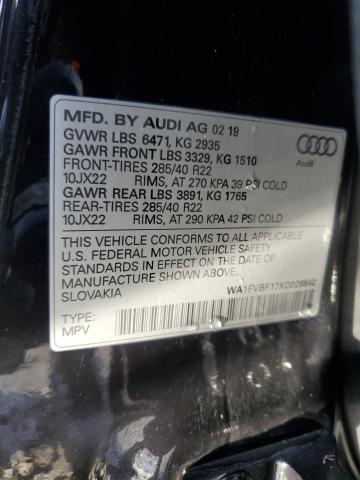 MFD. BY AUDI AG 02 19
GVWR LBS 6471, KG 2935
GAWR FRONT LBS 3329, KG 1510
FRONT-TIRES 285/40 R22
10JX22 RIMS, AT 270 KPA 39 PSI COLD
GAWR REAR LBS 3891, KG 1765
REAR-TIRES 285/40 R22
10JX22 RIMS, AT 290 KPA 42 PSI COLD
Audi
THIS VEHICLE CONFORMS TO ALL APPLICABLE
U.S. FEDERAL MOTOR VEHICLE SAFETY
STANDARDS IN EFFECT ON THE DATE OF
MANUFACTURE SHOWN ABOVE.
SLOVAKIA
WA1FVBF17KD026642
TYPE:
MPV